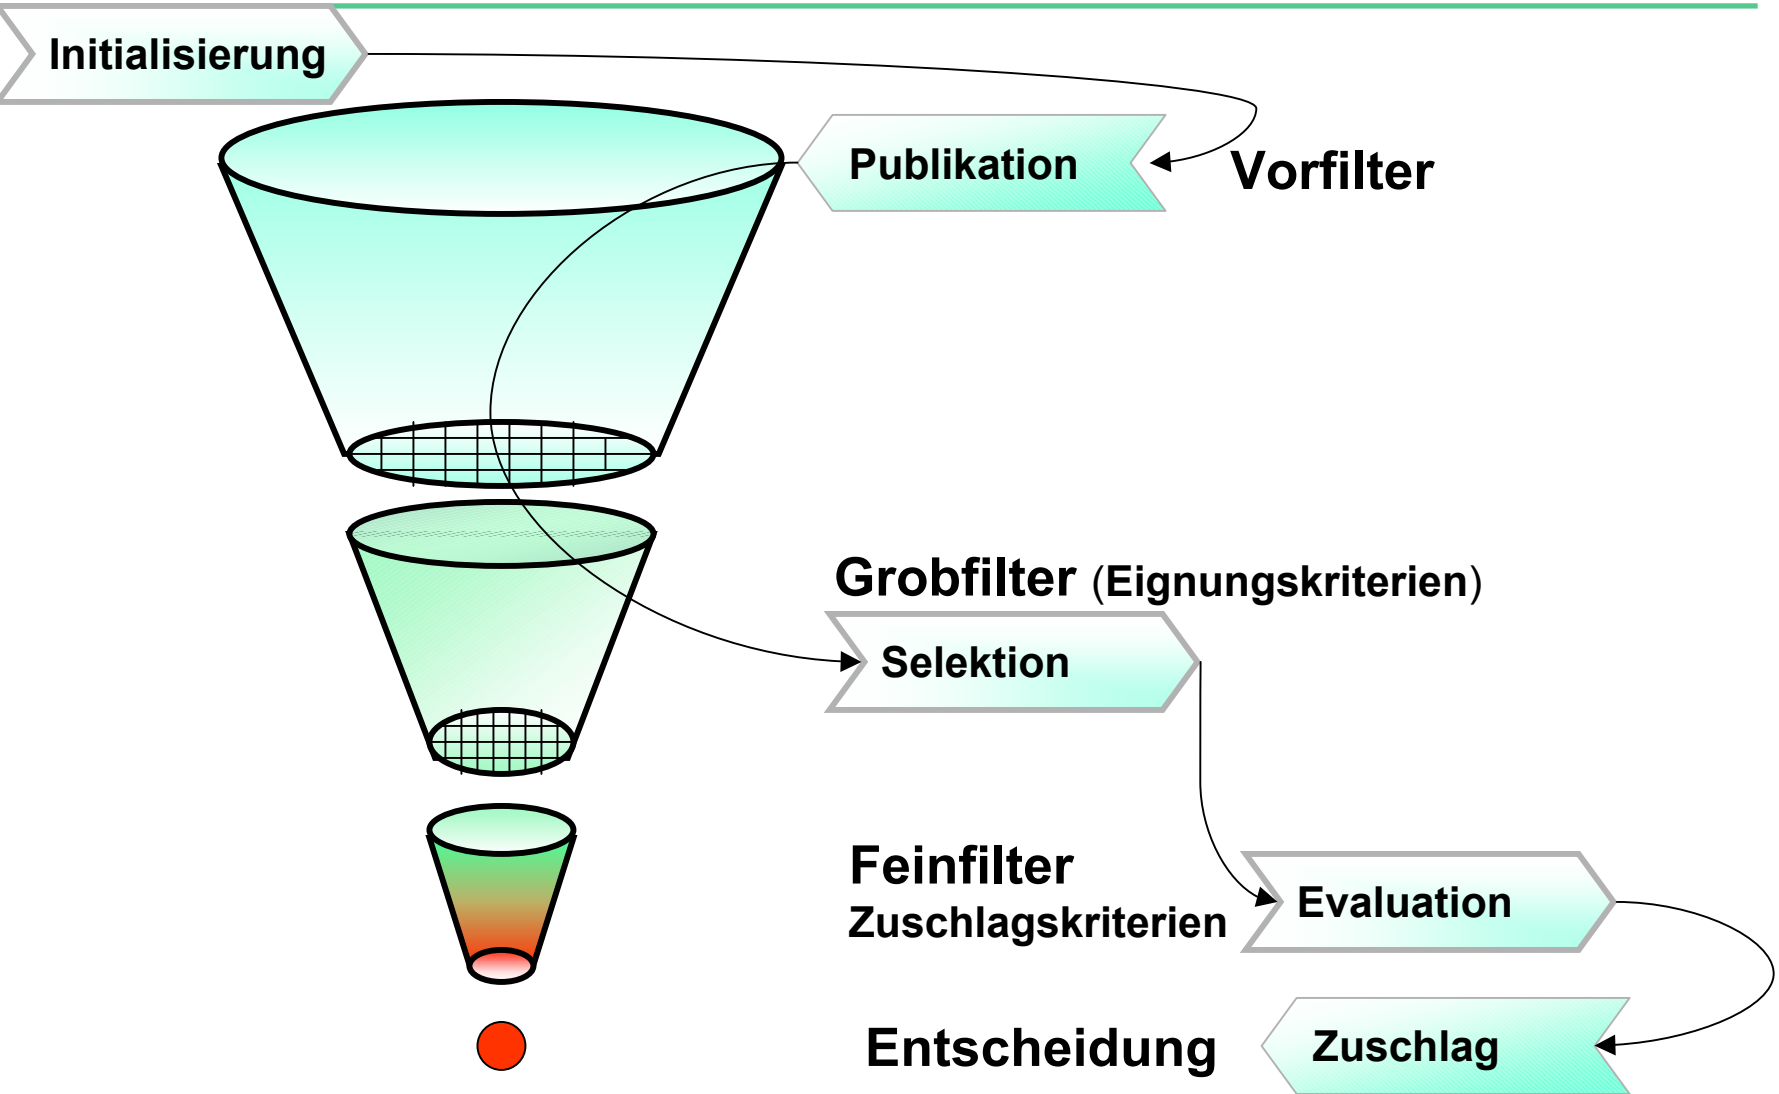 Initialisierung
Publikation
Vorfilter
Grobfilter (Eignungskriterien)
Selektion
Feinfilter
Zuschlagskriterien
Evaluation
Entscheidung
Zuschlag